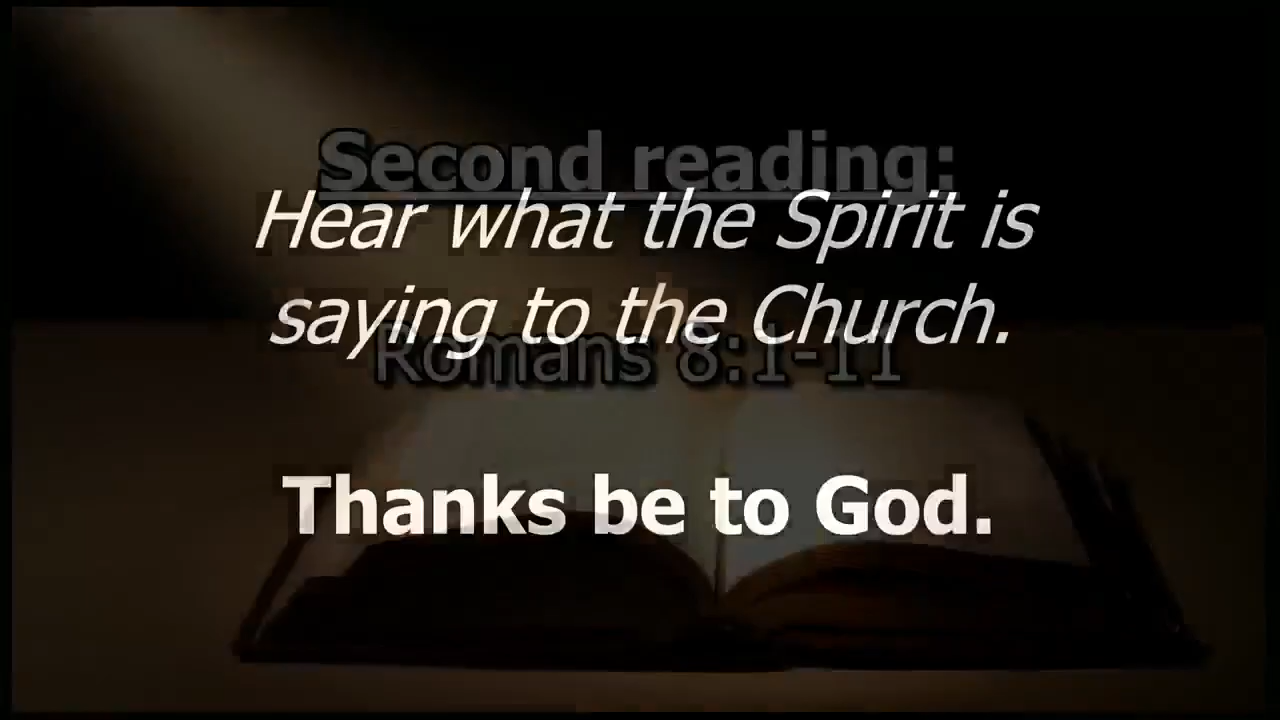 Second reading:
Hear what the Spirit is
saying to the Church.
Romans 8:1-11
Thanks be to God.